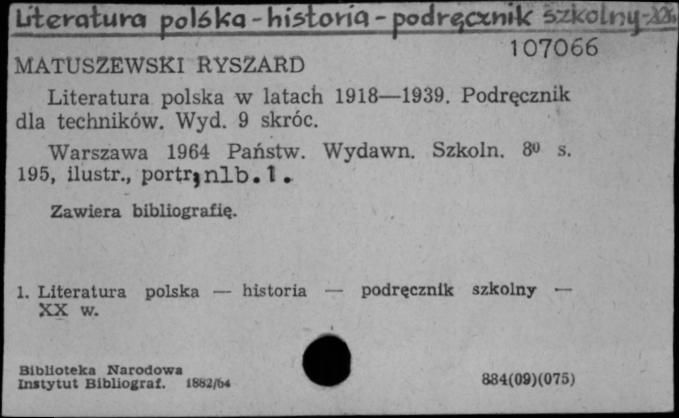 Literatura polska - historia - podręcznik szkolny - XX
107066
MATUSZEWSKI RYSZARD
Literatura polska w latach 1918—1939. Podręcznik
dla techników. Wyd. 9 skróc.
Warszawa 1964 Państw. Wydawn. Szkoln. 8⁰ s.
195, ilustr., portr, nlb. 1.
Zawiera bibliografię.
1. Literatura polska — historia — podręcznik szkolny —
XX w.
Biblioteka Narodowa
Instytut Bibliograf. 1882/64
884(09)(075)